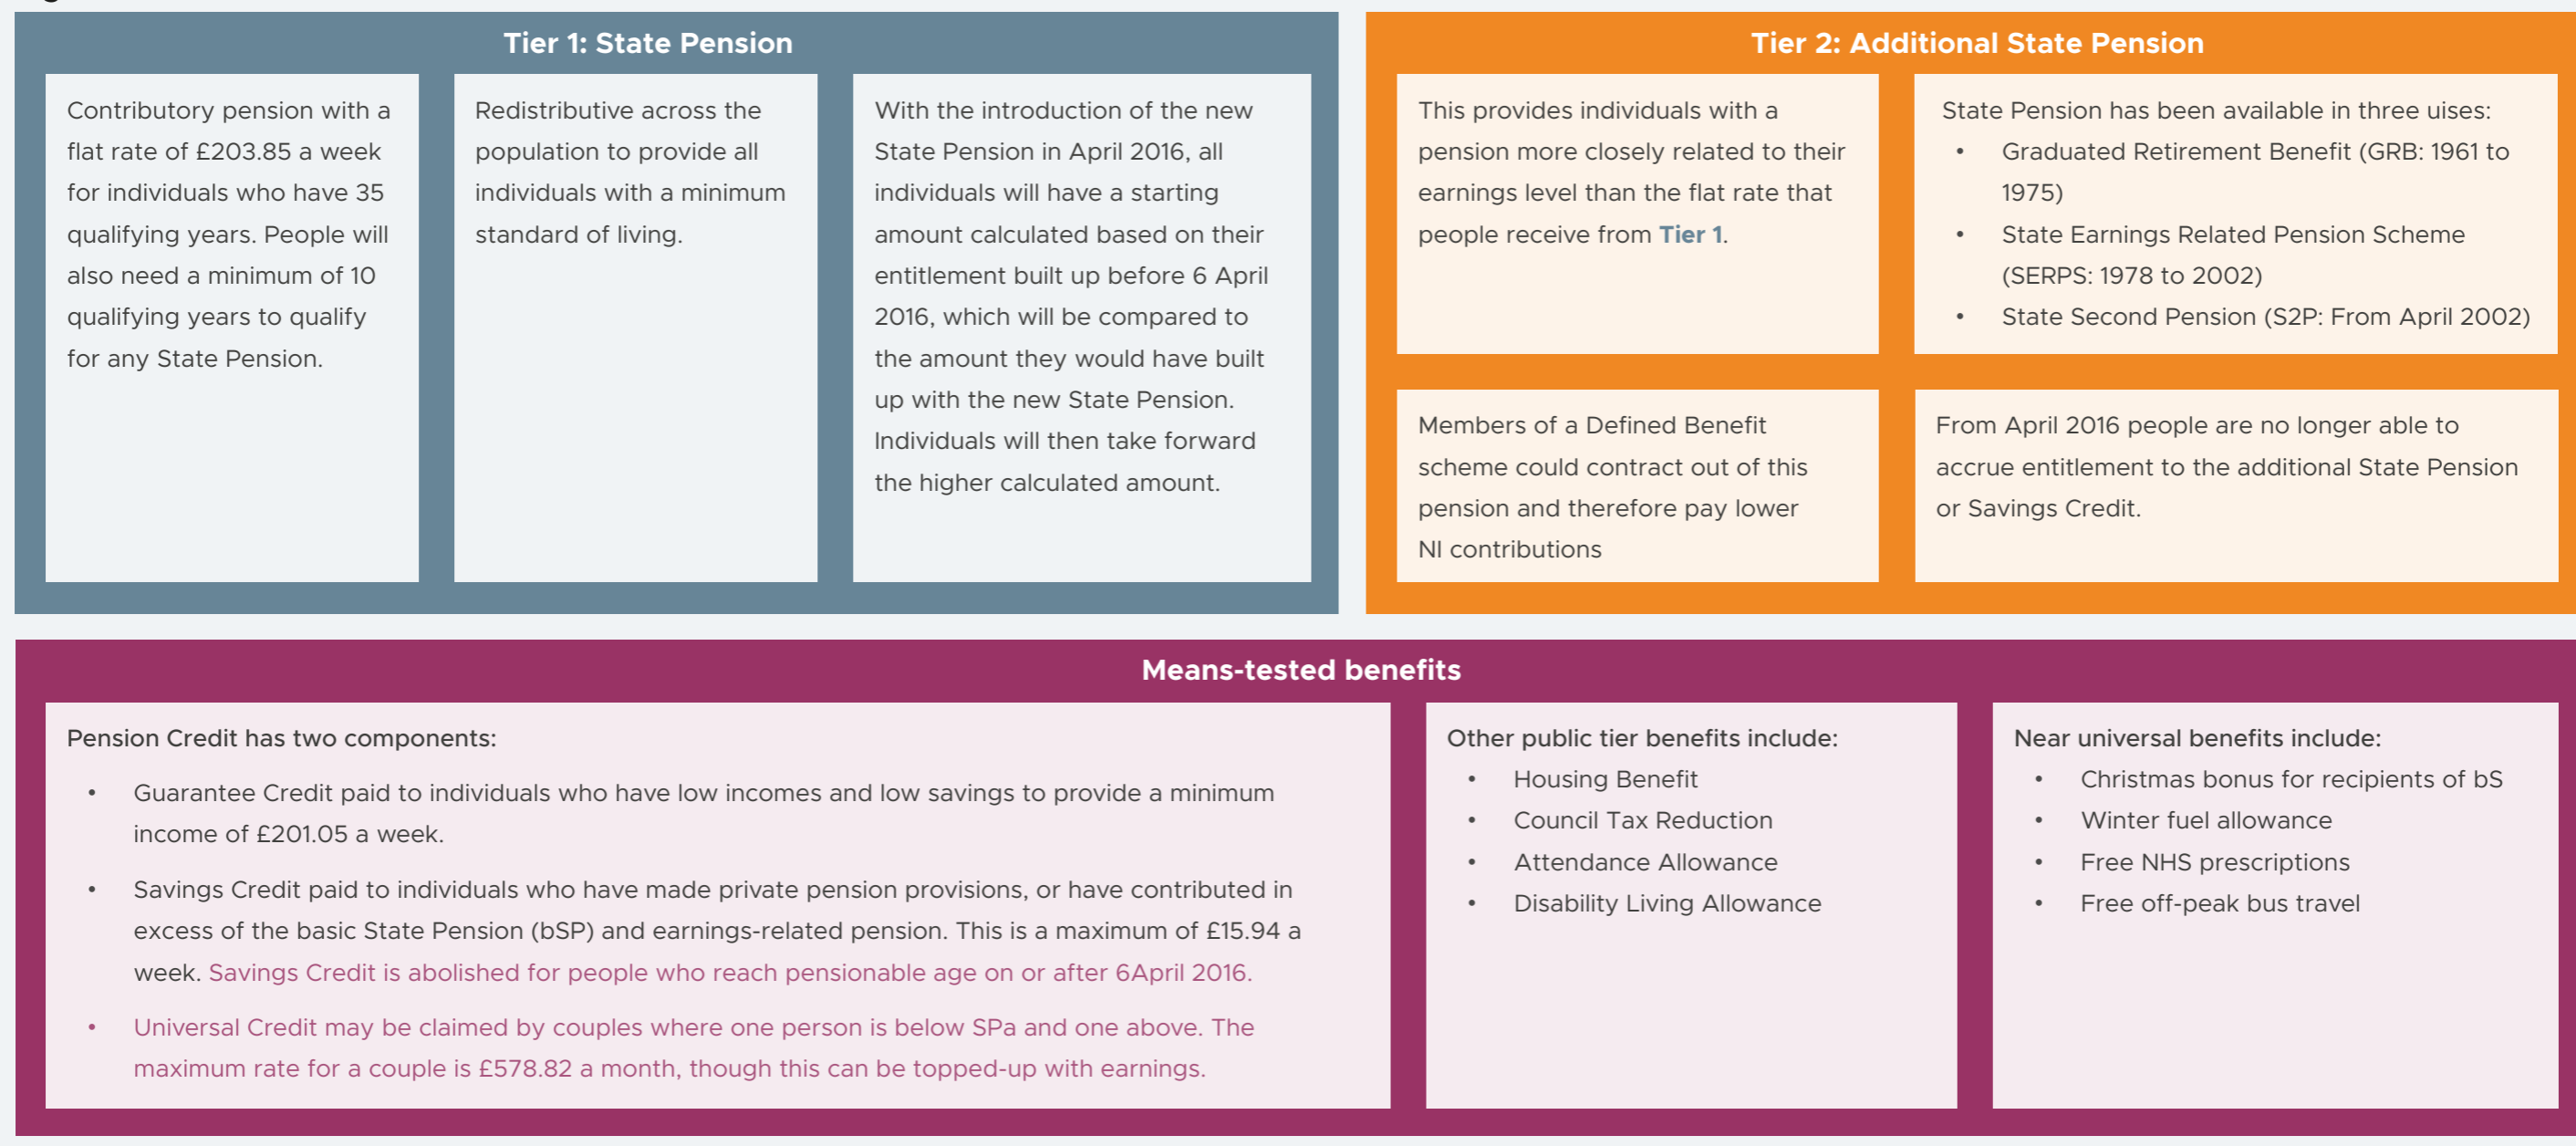 Tier 1: State Pension
Contributory pension with a
flat rate of £203.85 a week
for individuals who have 35
qualifying years. People will
also need a minimum of 10
qualifying years to qualify
for any State Pension.
Redistributive across the
population to provide all
individuals with a minimum
standard of living.
With the introduction of the new
State Pension in April 2016, all
individuals will have a starting
amount calculated based on their
entitlement built up before 6 April
2016, which will be compared to
the amount they would have built
up with the new State Pension.
Individuals will then take forward
the higher calculated amount.
Tier 2: Additional State Pension
This provides individuals with a
pension more closely related to their
earnings level than the flat rate that
people receive from Tier 1.
State Pension has been available in three uises:
• Graduated Retirement Benefit (GRB: 1961 to
1975)
• State Earnings Related Pension Scheme
(SERPS: 1978 to 2002)
• State Second Pension (S2P: From April 2002)
Members of a Defined Benefit
scheme could contract out of this
pension and therefore pay lower
NI contributions
From April 2016 people are no longer able to
accrue entitlement to the additional State Pension
or Savings Credit.
Means-tested benefits
Pension Credit has two components:
• Guarantee Credit paid to individuals who have low incomes and low savings to provide a minimum
income of £201.05 a week.
• Savings Credit paid to individuals who have made private pension provisions, or have contributed in
excess of the basic State Pension (bSP) and earnings-related pension. This is a maximum of £15.94 a
week. Savings Credit is abolished for people who reach pensionable age on or after 6April 2016.
• Universal Credit may be claimed by couples where one person is below SPa and one above. The
maximum rate for a couple is £578.82 a month, though this can be topped-up with earnings.
Other public tier benefits include:
• Housing Benefit
• Council Tax Reduction
• Attendance Allowance
• Disability Living Allowance
Near universal benefits include:
• Christmas bonus for recipients of bS
• Winter fuel allowance
• Free NHS prescriptions
• Free off-peak bus travel